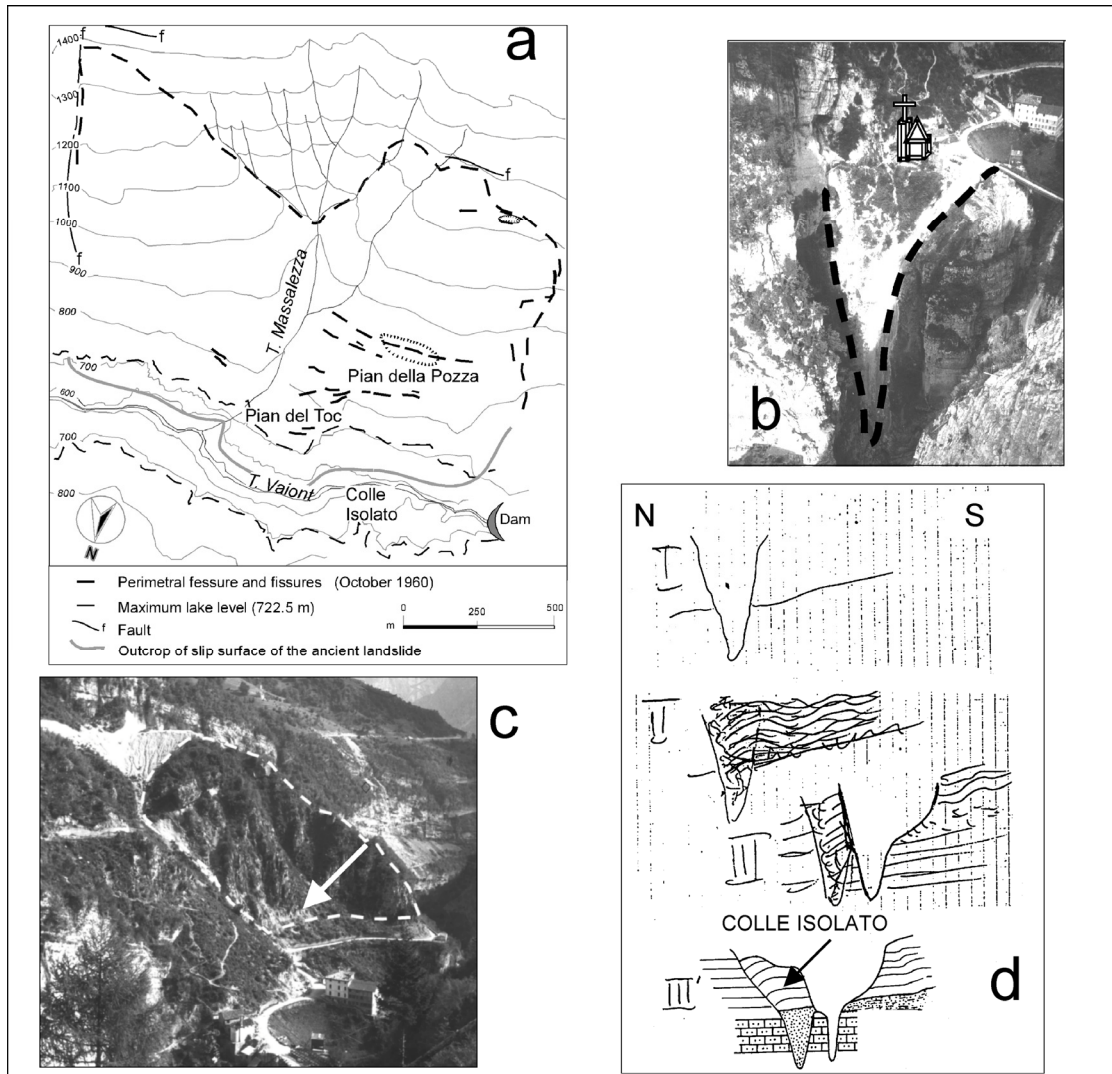 a
1400
f
f
1300
1200
f
1100
1000
f
900
800
T. Massalezza
700
Pian della Pozza
600
Pian del Toc
700
T. Vaiont
Colle
Isolato
800
Dam
N
Perimetral fessure and fissures (October 1960)
Maximum lake level (722.5 m)
0 250 500
m
f Fault
Outcrop of slip surface of the ancient landslide
b
c
N S
I
II
III
COLLE ISOLATO
III'
d